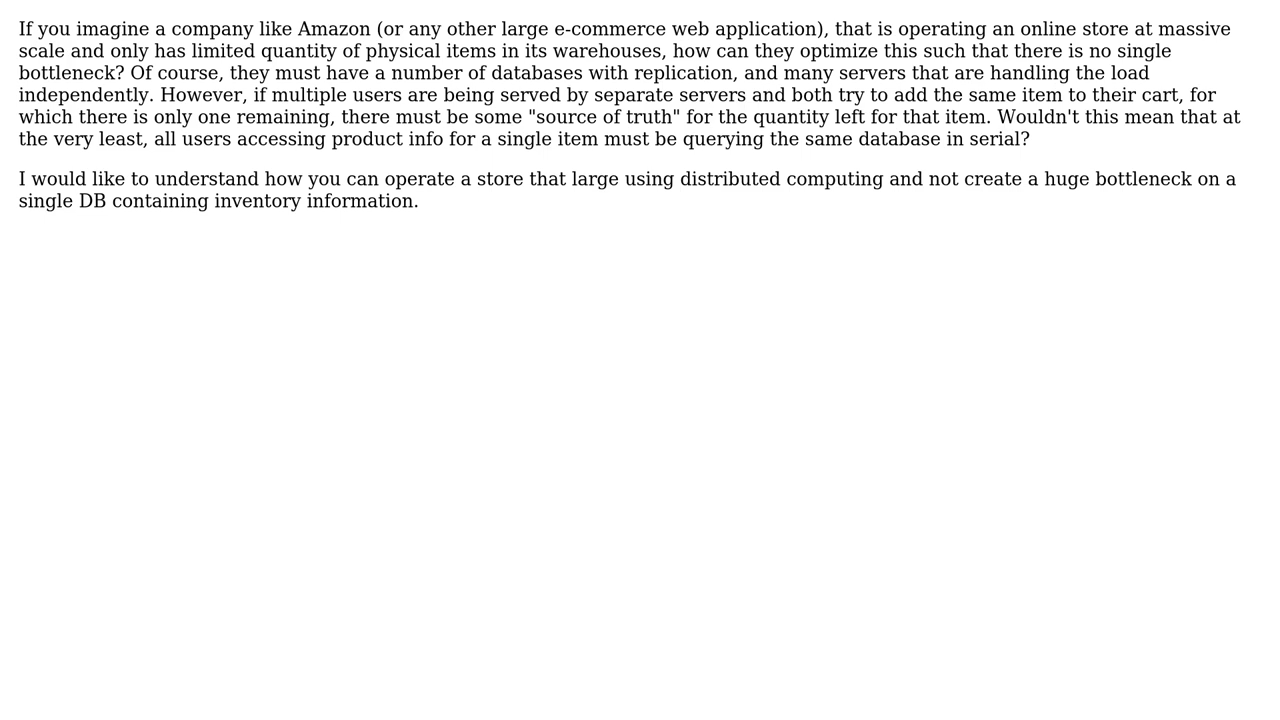 If you imagine a company like Amazon (or any other large e-commerce web application), that is operating an online store at massive
scale and only has limited quantity of physical items in its warehouses, how can they optimize this such that there is no single
bottleneck? Of course, they must have a number of databases with replication, and many servers that are handling the load
independently. However, if multiple users are being served by separate servers and both try to add the same item to their cart, for
which there is only one remaining, there must be some "source of truth" for the quantity left for that item. Wouldn't this mean that at
the very least, all users accessing product info for a single item must be querying the same database in serial?
I would like to understand how you can operate a store that large using distributed computing and not create a huge bottleneck on a
single DB containing inventory information.